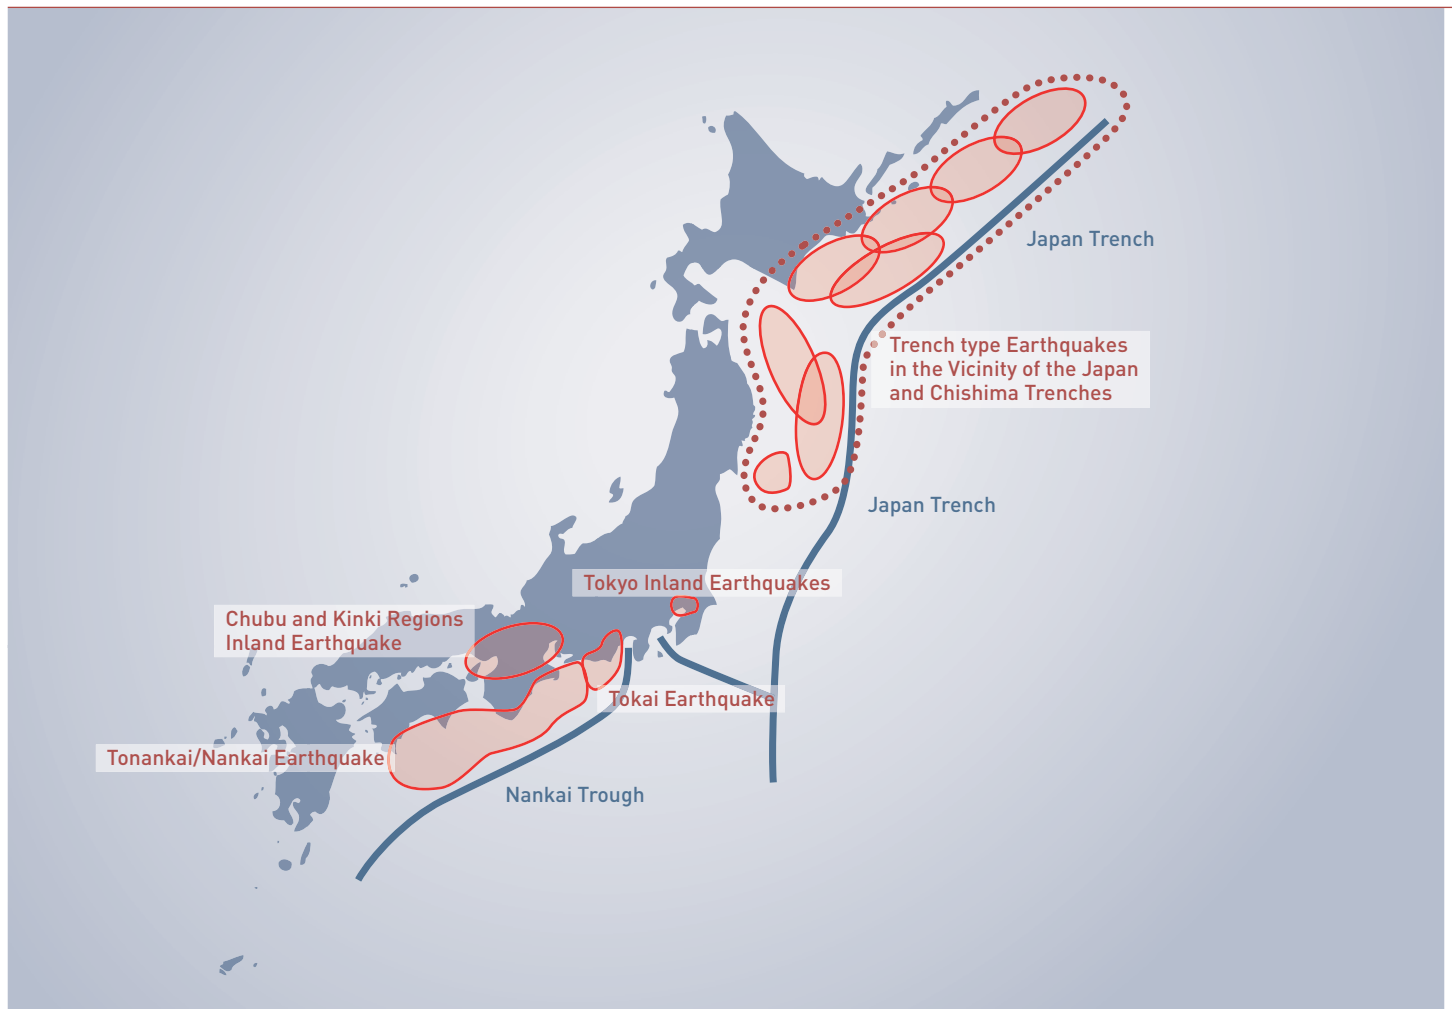 Japan Trench
Trench type Earthquakes
in the Vicinity of the Japan
and Chishima Trenches
Japan Trench
Tokyo Inland Earthquakes
Chubu and Kinki Regions
Inland Earthquake
Tokai Earthquake
Tonankai/Nankai Earthquake
Nankai Trough